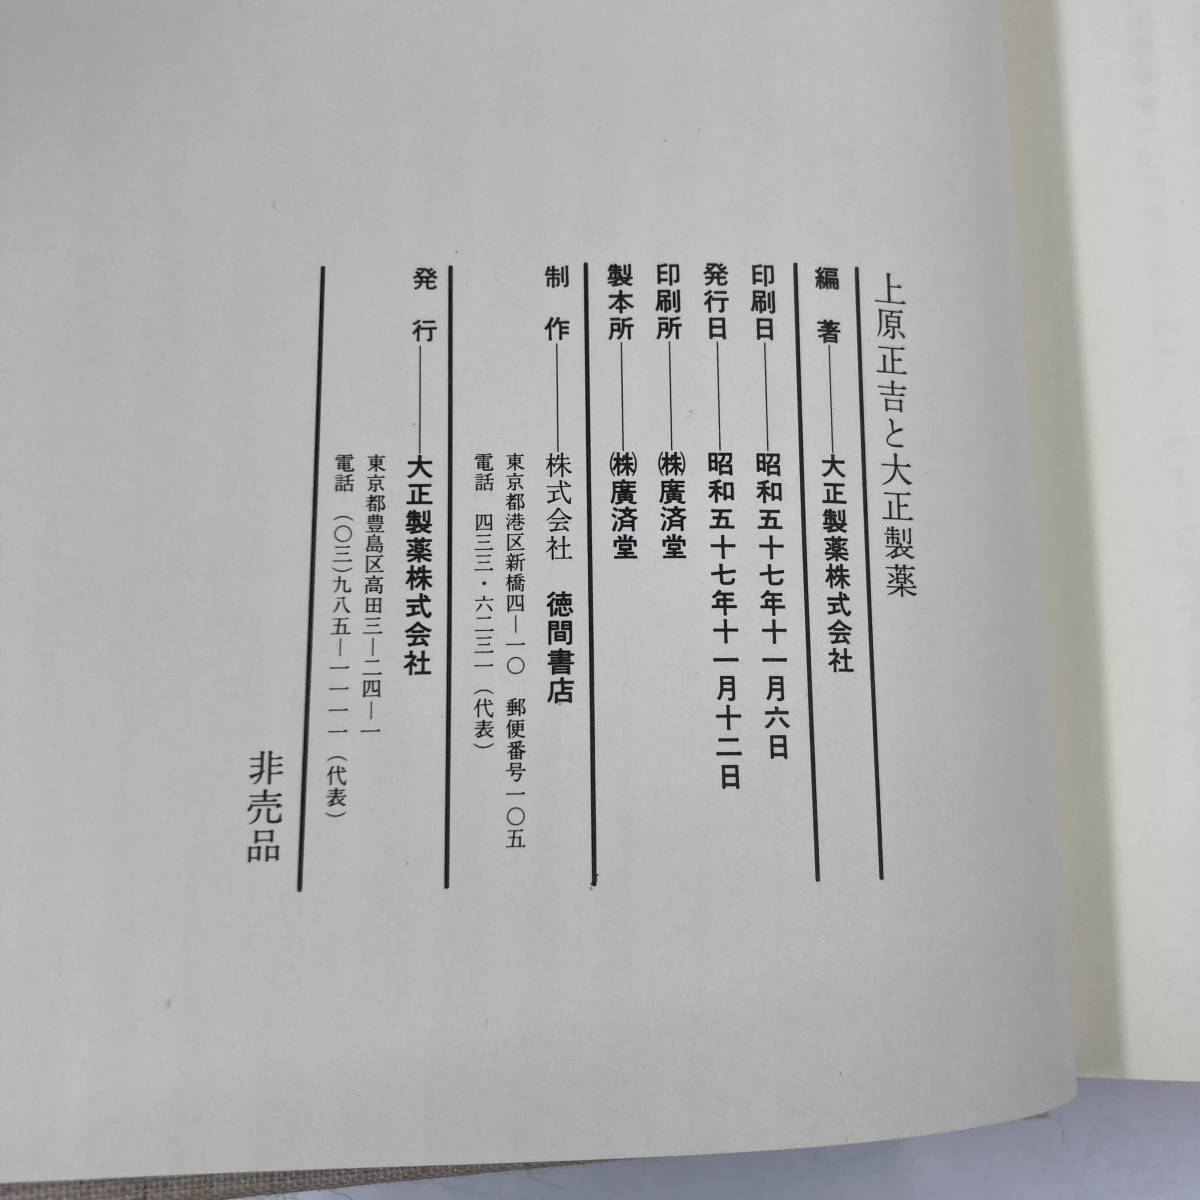 上原正吉と大正製薬
編著――大正製薬株式会社
印刷日――昭和五十七年十一月六日
発行日――昭和五十七年十一月十二日
印刷所――㈱廣済堂
製本所――㈱廣済堂
制作――株式会社 徳間書店
東京都港区新橋四―一〇 郵便番号一〇五
電話 四三三・六二三一（代表）
発行――大正製薬株式会社
東京都豊島区高田三―二四―一
電話 （〇三）九八五―一一一一（代表）
非売品